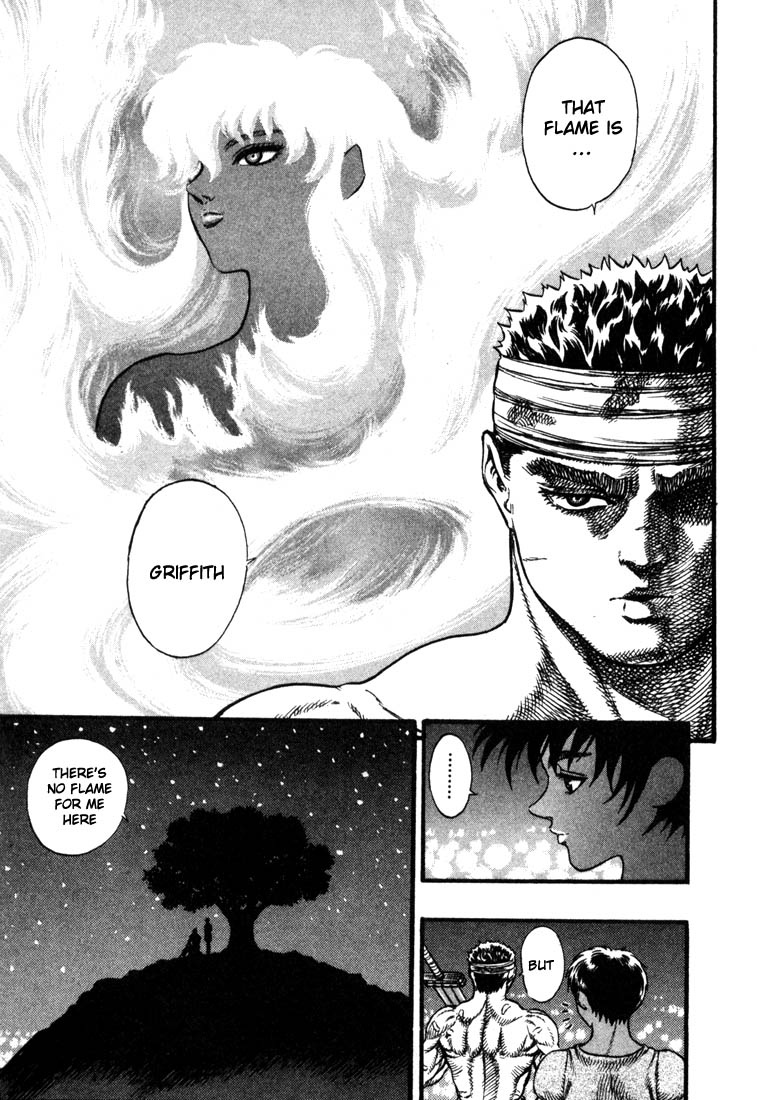 THAT
FLAME IS
...
GRIFFITH
.........
BUT
THERE'S
NO FLAME
FOR ME
HERE